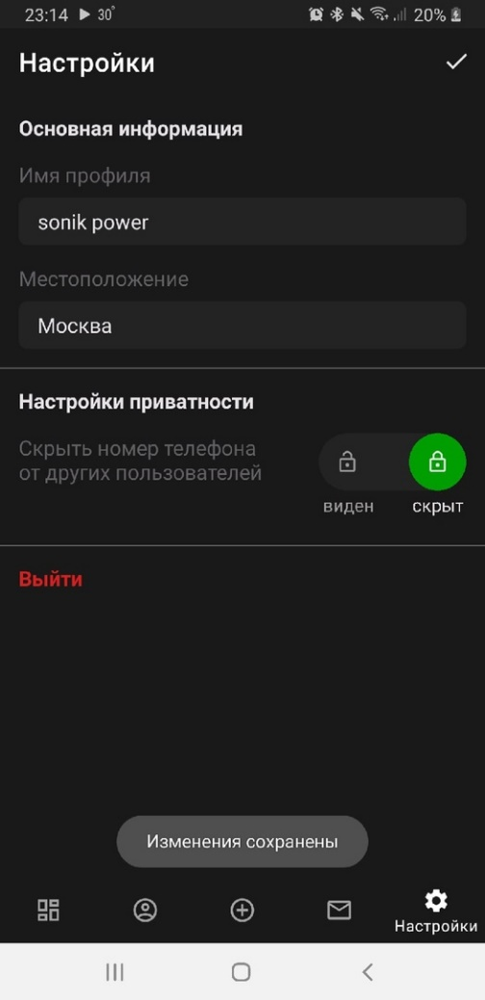 23:14 30°
20%
Настройки
Основная информация
Имя профиля
sonik power
Местоположение
Москва
Настройки приватности
Скрыть номер телефона
от других пользователей
виден скрыт
Выйти
Изменения сохранены
Настройки